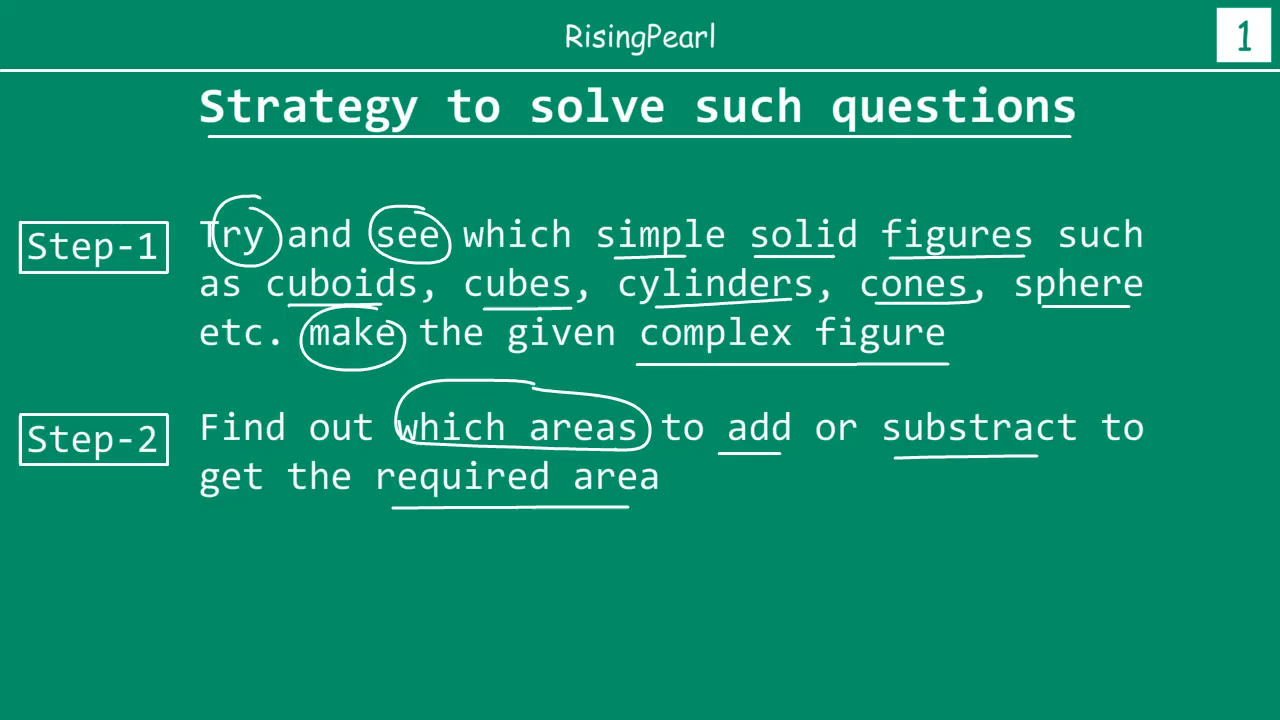 RisingPearl
1
Strategy to solve such questions
Step-1
Try and see which simple solid figures such
as cuboids, cubes, cylinders, cones, sphere
etc. make the given complex figure
Step-2
Find out which areas to add or substract to
get the required area